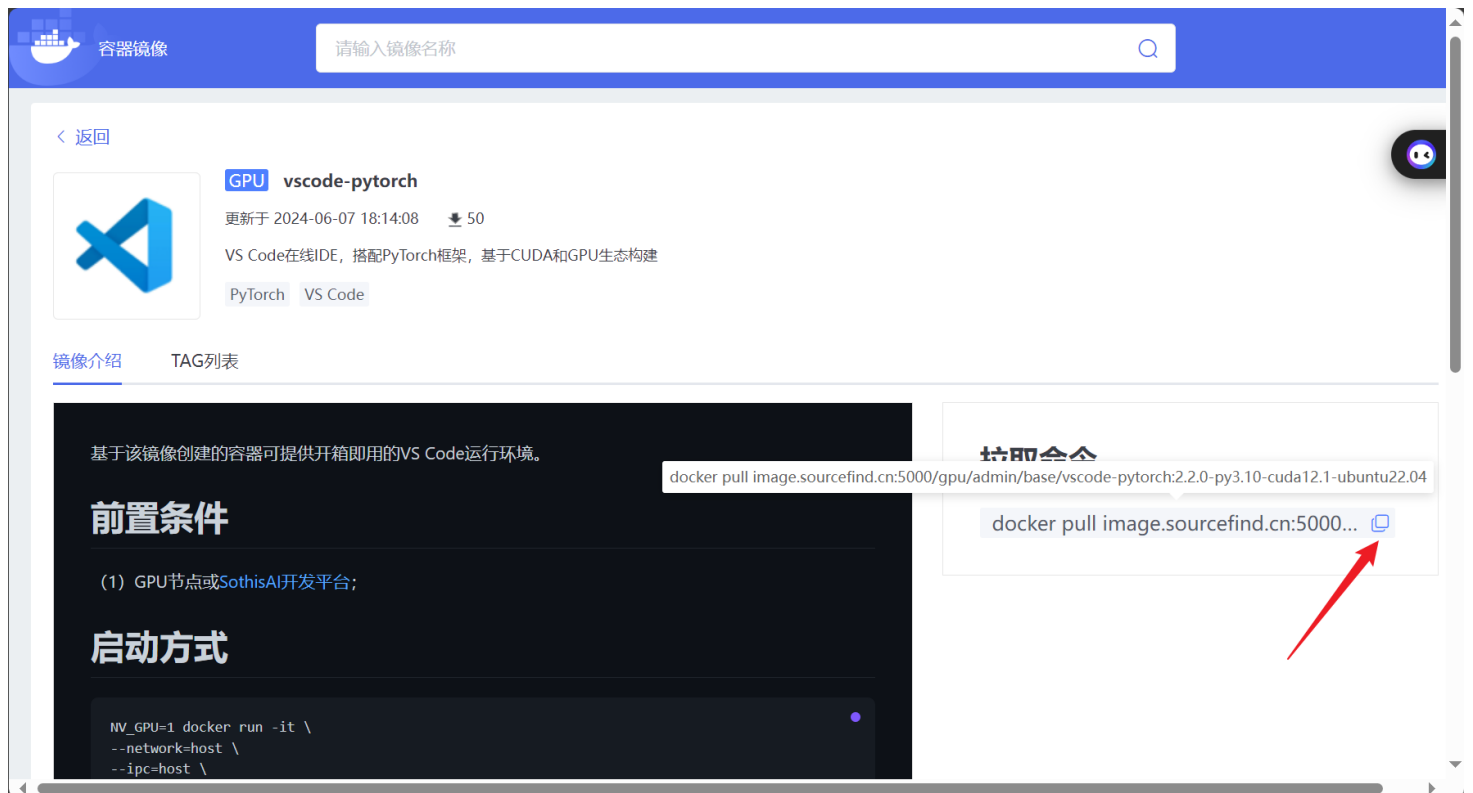 容器镜像
请输入镜像名称
返回
GPU vscode-pytorch
更新于 2024-06-07 18:14:08 50
VS Code在线IDE，搭配PyTorch框架，基于CUDA和GPU生态构建
PyTorch VS Code
镜像介绍 TAG列表
基于该镜像创建的容器可提供开箱即用的VS Code运行环境。
前置条件
（1）GPU节点或SothisAI开发平台；
启动方式
NV_GPU=1 docker run -it \
--network=host \
--ipc=host \
拉取命令
docker pull image.sourcefind.cn:5000/gpu/admin/base/vscode-pytorch:2.2.0-py3.10-cuda12.1-ubuntu22.04
docker pull image.sourcefind.cn:5000...